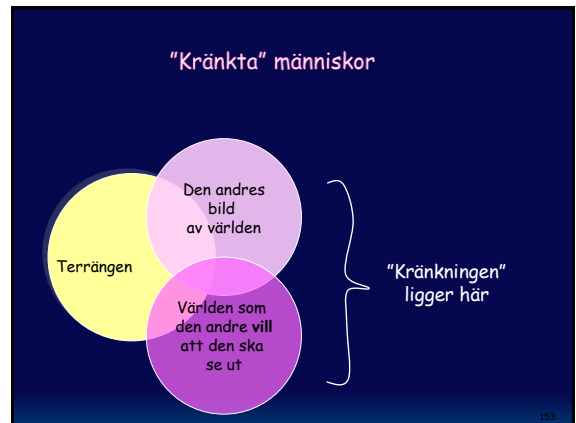 "Kränkta" människor
Den andres
bild
av världen
Terrängen
"Kränkningen"
ligger här
Världen som
den andre vill
att den ska
se ut
153